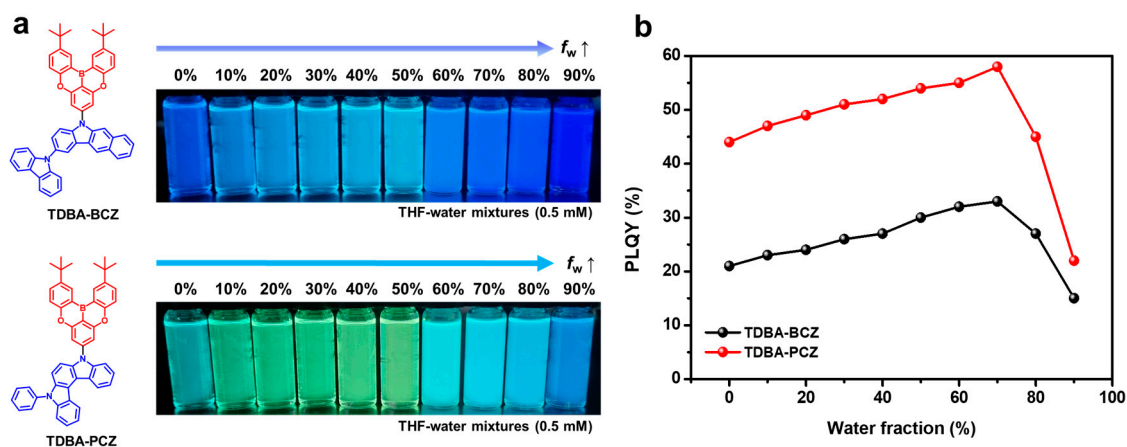 a
B
O
O
N
N
TDBA-BCZ
fw ↑
0% 10% 20% 30% 40% 50% 60% 70% 80% 90%
THF-water mixtures (0.5 mM)
B
O
O
N
N
TDBA-PCZ
fw ↑
0% 10% 20% 30% 40% 50% 60% 70% 80% 90%
THF-water mixtures (0.5 mM)
b
PLQY (%)
60
50
40
30
20
10
0
TDBA-BCZ
TDBA-PCZ
0 20 40 60 80 100
Water fraction (%)